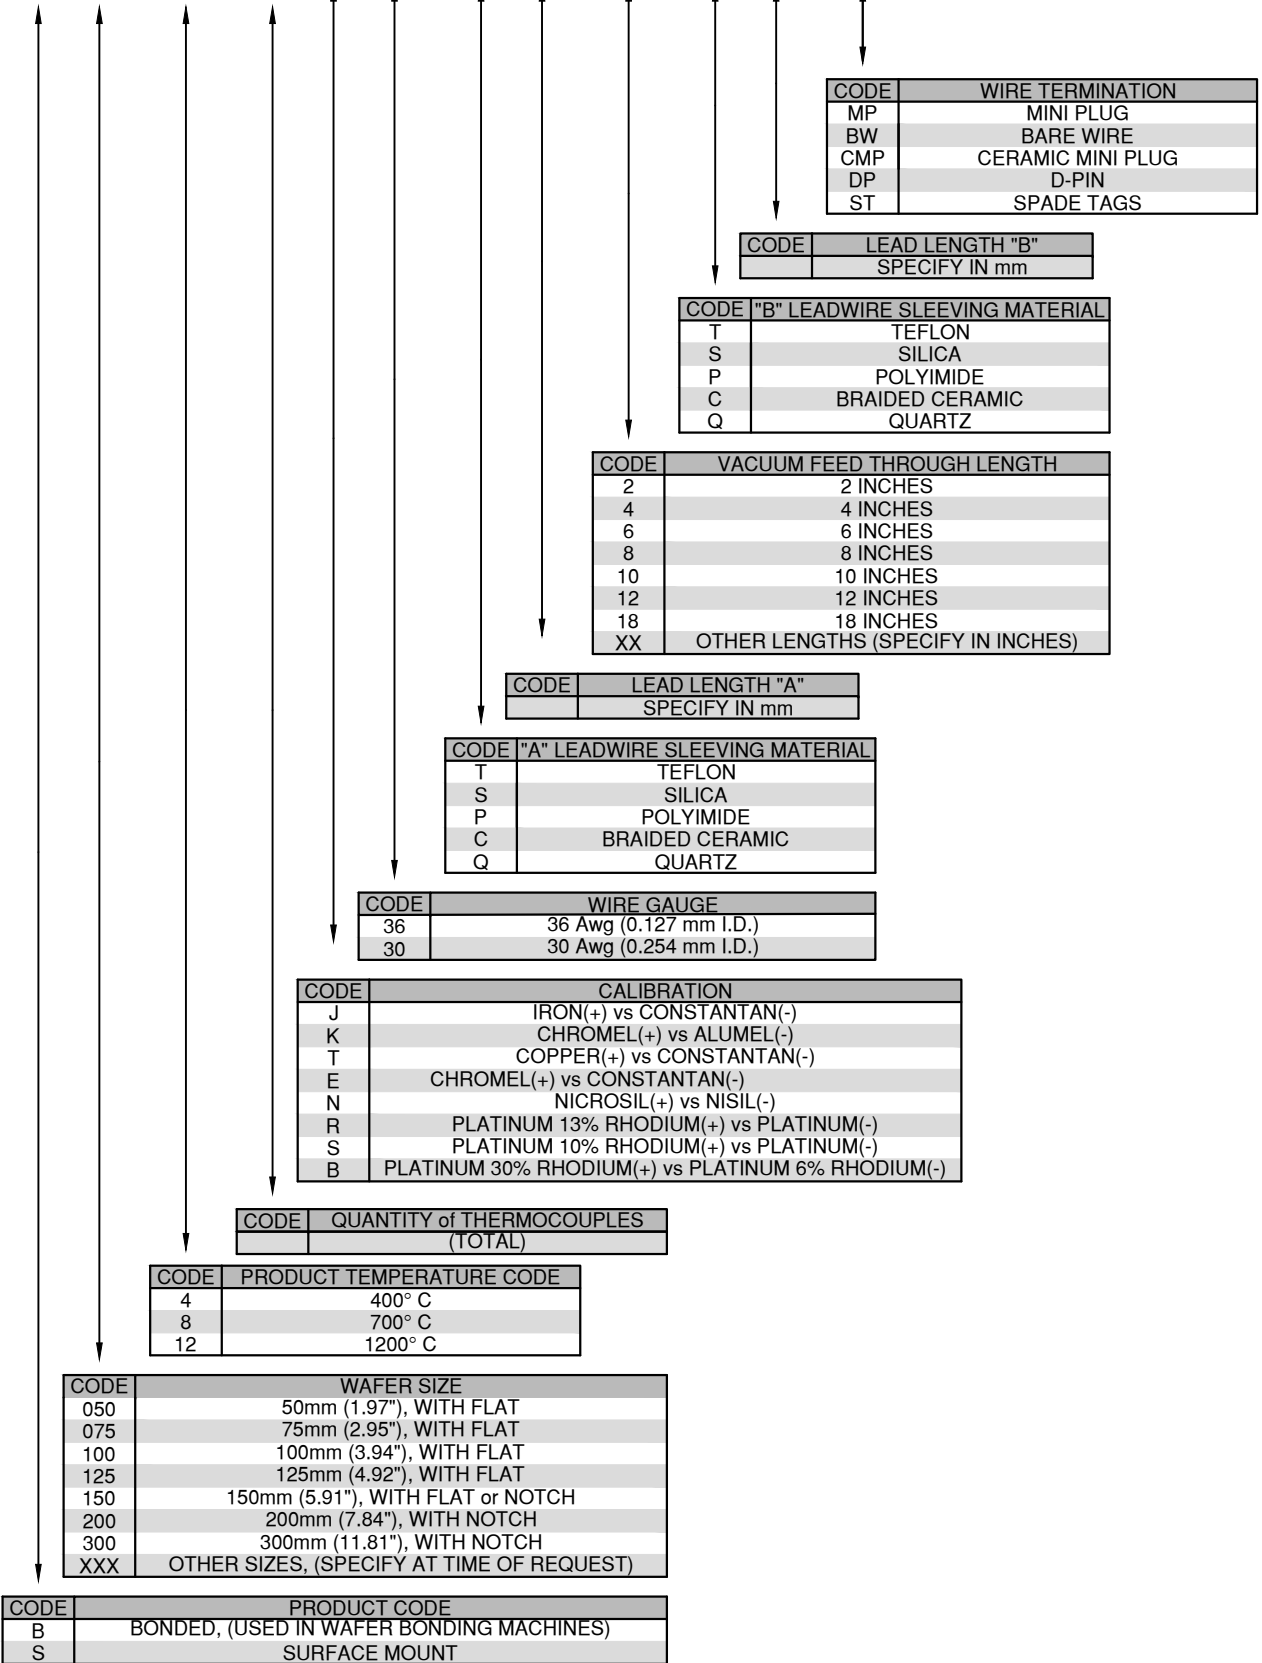 CODE WIRE TERMINATION
MP MINI PLUG
BW BARE WIRE
CMP CERAMIC MINI PLUG
DP D-PIN
ST SPADE TAGS
CODE LEAD LENGTH "B"
SPECIFY IN mm
CODE "B" LEADWIRE SLEEVING MATERIAL
T TEFLON
S SILICA
P POLYIMIDE
C BRAIDED CERAMIC
Q QUARTZ
CODE VACUUM FEED THROUGH LENGTH
2 2 INCHES
4 4 INCHES
6 6 INCHES
8 8 INCHES
10 10 INCHES
12 12 INCHES
18 18 INCHES
XX OTHER LENGTHS (SPECIFY IN INCHES)
CODE LEAD LENGTH "A"
SPECIFY IN mm
CODE "A" LEADWIRE SLEEVING MATERIAL
T TEFLON
S SILICA
P POLYIMIDE
C BRAIDED CERAMIC
Q QUARTZ
CODE WIRE GAUGE
36 36 Awg (0.127 mm I.D.)
30 30 Awg (0.254 mm I.D.)
CODE CALIBRATION
J IRON(+) vs CONSTANTAN(-)
K CHROMEL(+) vs ALUMEL(-)
T COPPER(+) vs CONSTANTAN(-)
E CHROMEL(+) vs CONSTANTAN(-)
N NICROSIL(+) vs NISIL(-)
R PLATINUM 13% RHODIUM(+) vs PLATINUM(-)
S PLATINUM 10% RHODIUM(+) vs PLATINUM(-)
B PLATINUM 30% RHODIUM(+) vs PLATINUM 6% RHODIUM(-)
CODE QUANTITY of THERMOCOUPLES
(TOTAL)
CODE PRODUCT TEMPERATURE CODE
4 400° C
8 700° C
12 1200° C
CODE WAFER SIZE
050 50mm (1.97"), WITH FLAT
075 75mm (2.95"), WITH FLAT
100 100mm (3.94"), WITH FLAT
125 125mm (4.92"), WITH FLAT
150 150mm (5.91"), WITH FLAT or NOTCH
200 200mm (7.84"), WITH NOTCH
300 300mm (11.81"), WITH NOTCH
XXX OTHER SIZES, (SPECIFY AT TIME OF REQUEST)
CODE PRODUCT CODE
B BONDED, (USED IN WAFER BONDING MACHINES)
S SURFACE MOUNT